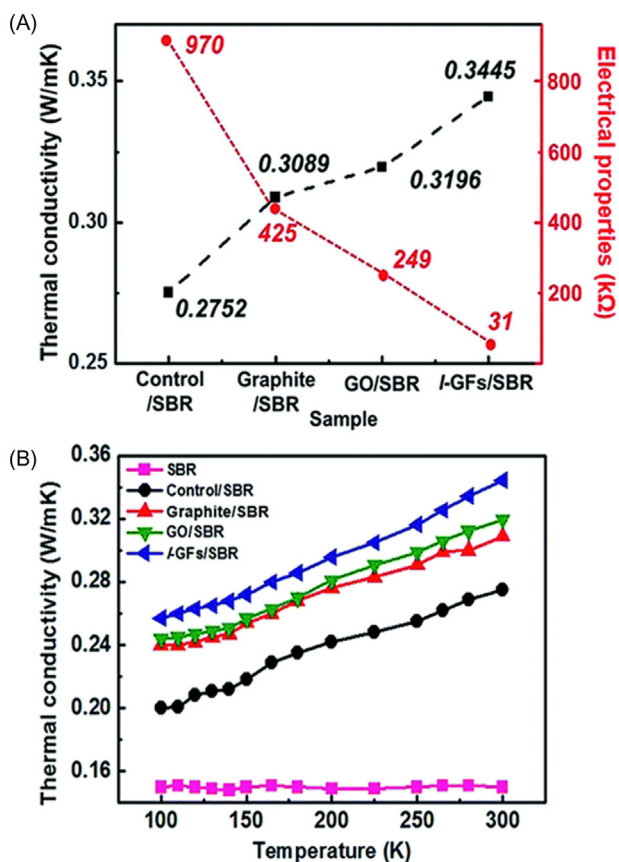 (A)
Thermal conductivity (W/mK)
0.35
0.30
0.25
970
0.3089
0.3445
0.3196
425
249
0.2752
31
800
600
400
200
Electrical properties (kΩ)
Control
/SBR
Graphite
/SBR
GO/SBR
l-GFs/SBR
Sample
(B)
Thermal conductivity (W/mK)
0.36
0.32
0.28
0.24
0.20
0.16
SBR
Control/SBR
Graphite/SBR
GO/SBR
l-GFs/SBR
100
150
200
250
300
Temperature (K)